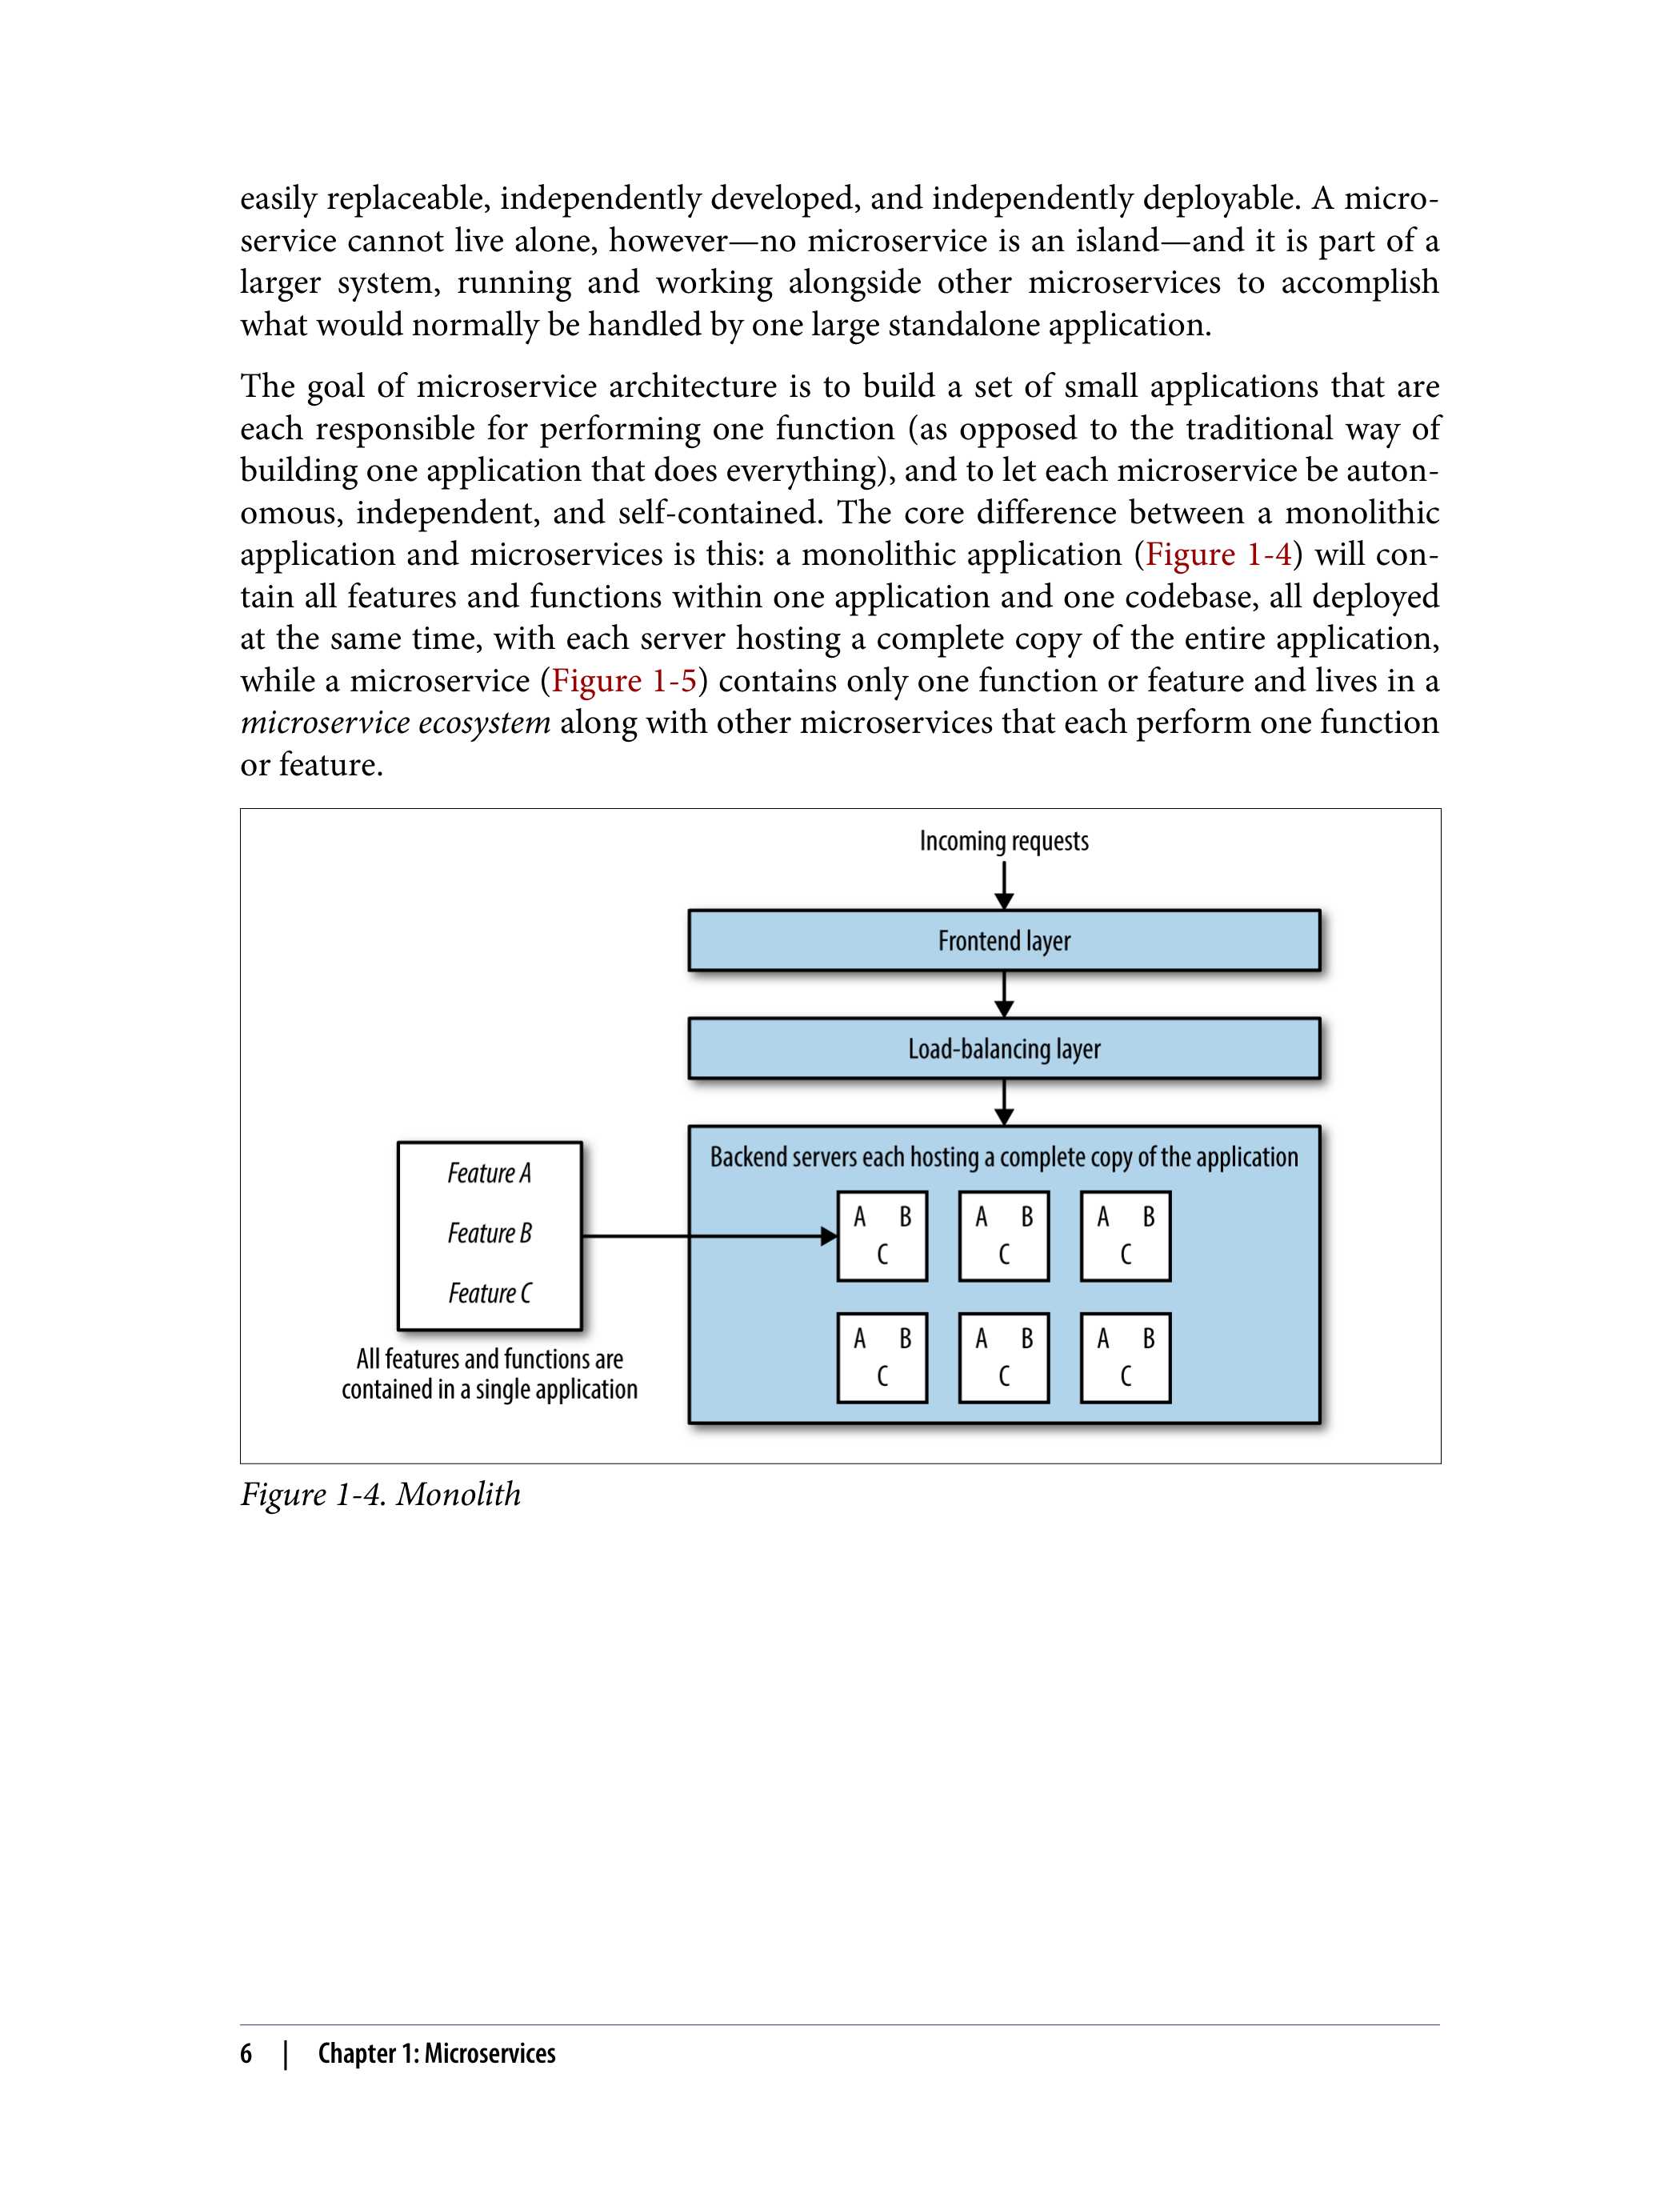 easily replaceable, independently developed, and independently deployable. A micro-
service cannot live alone, however—no microservice is an island—and it is part of a
larger system, running and working alongside other microservices to accomplish
what would normally be handled by one large standalone application.
The goal of microservice architecture is to build a set of small applications that are
each responsible for performing one function (as opposed to the traditional way of
building one application that does everything), and to let each microservice be auton-
omous, independent, and self-contained. The core difference between a monolithic
application and microservices is this: a monolithic application (Figure 1-4) will con-
tain all features and functions within one application and one codebase, all deployed
at the same time, with each server hosting a complete copy of the entire application,
while a microservice (Figure 1-5) contains only one function or feature and lives in a
microservice ecosystem along with other microservices that each perform one function
or feature.
Incoming requests
Frontend layer
Load-balancing layer
Backend servers each hosting a complete copy of the application
Feature A
Feature B
Feature C
All features and functions are
contained in a single application
A B A B A B
C C C
A B A B A B
C C C
Figure 1-4. Monolith
6 | Chapter 1: Microservices